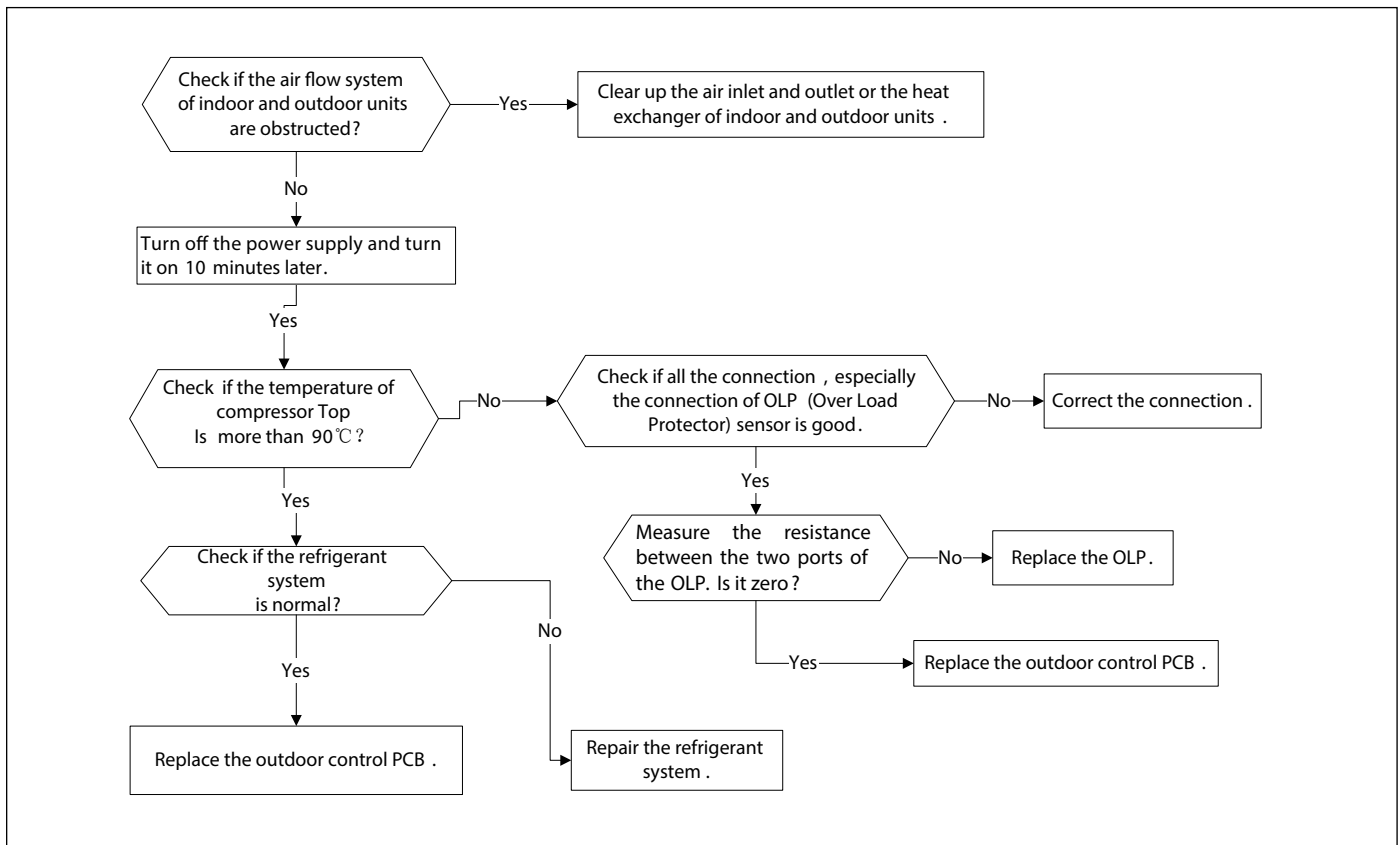 Check if the air flow system
of indoor and outdoor units
are obstructed?
Yes
Clear up the air inlet and outlet or the heat
exchanger of indoor and outdoor units .
No
Turn off the power supply and turn
it on 10 minutes later.
Yes
Check if the temperature of
compressor Top
Is more than 90℃?
No
Check if all the connection , especially
the connection of OLP (Over Load
Protector) sensor is good.
No
Correct the connection .
Yes
Yes
Check if the refrigerant
system
is normal?
Measure the resistance
between the two ports of
the OLP. Is it zero?
No
Replace the OLP.
No
Yes
Yes
Replace the outdoor control PCB .
Replace the outdoor control PCB .
Repair the refrigerant
system .